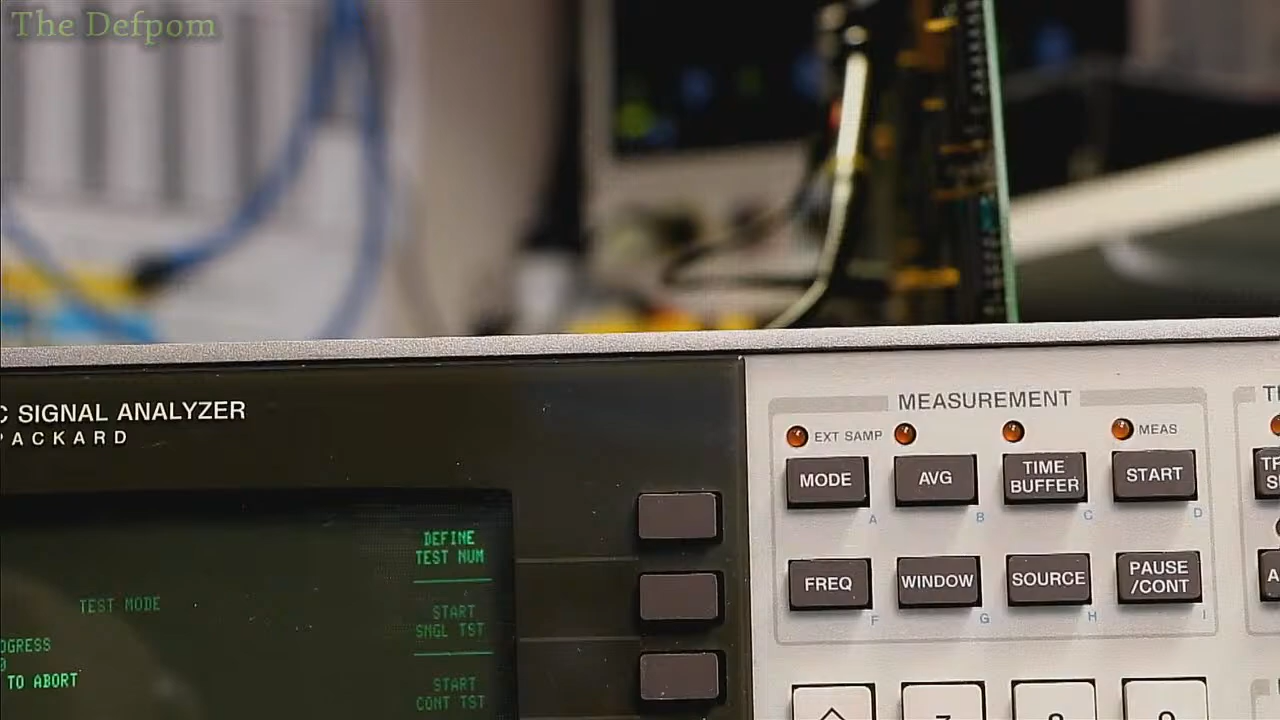 The Defpom
C SIGNAL ANALYZER
PACKARD
MEASUREMENT
EXT SAMP
MEAS
MODE
AVG
TIME
BUFFER
START
A
B
C
D
FREQ
WINDOW
SOURCE
PAUSE
/CONT
F
G
H
I
DEFINE
TEST NUM
TEST MODE
START
SNGL TST
OGRESS
TO ABORT
START
CONT TST